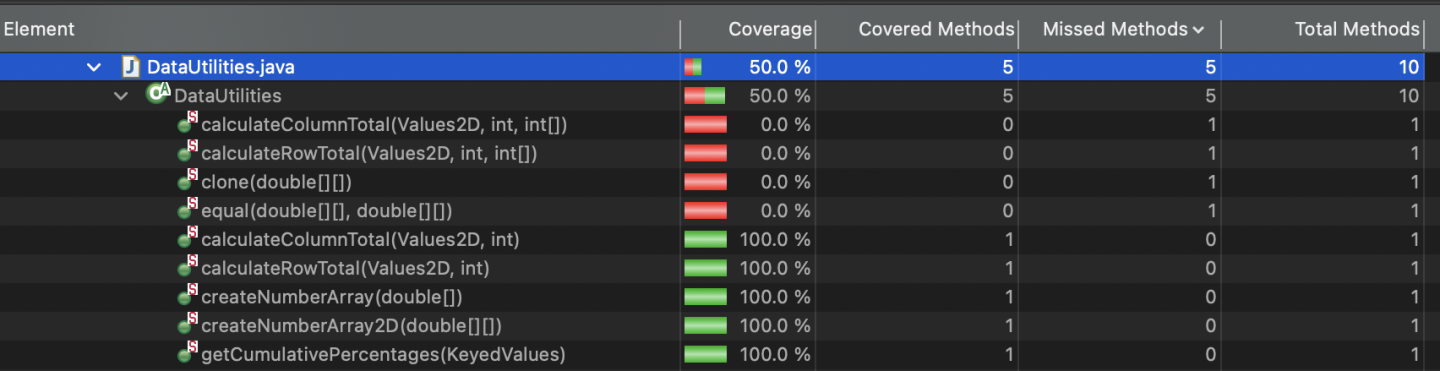 Element Coverage Covered Methods Missed Methods Total Methods
J DataUtilities.java 50.0 % 5 5 10
C A DataUtilities 50.0 % 5 5 10
S calculateColumnTotal(Values2D, int, int[]) 0.0 % 0 1 1
S calculateRowTotal(Values2D, int, int[]) 0.0 % 0 1 1
S clone(double[][]) 0.0 % 0 1 1
S equal(double[][], double[][]) 0.0 % 0 1 1
S calculateColumnTotal(Values2D, int) 100.0 % 1 0 1
S calculateRowTotal(Values2D, int) 100.0 % 1 0 1
S createNumberArray(double[]) 100.0 % 1 0 1
S createNumberArray2D(double[][]) 100.0 % 1 0 1
S getCumulativePercentages(KeyedValues) 100.0 % 1 0 1